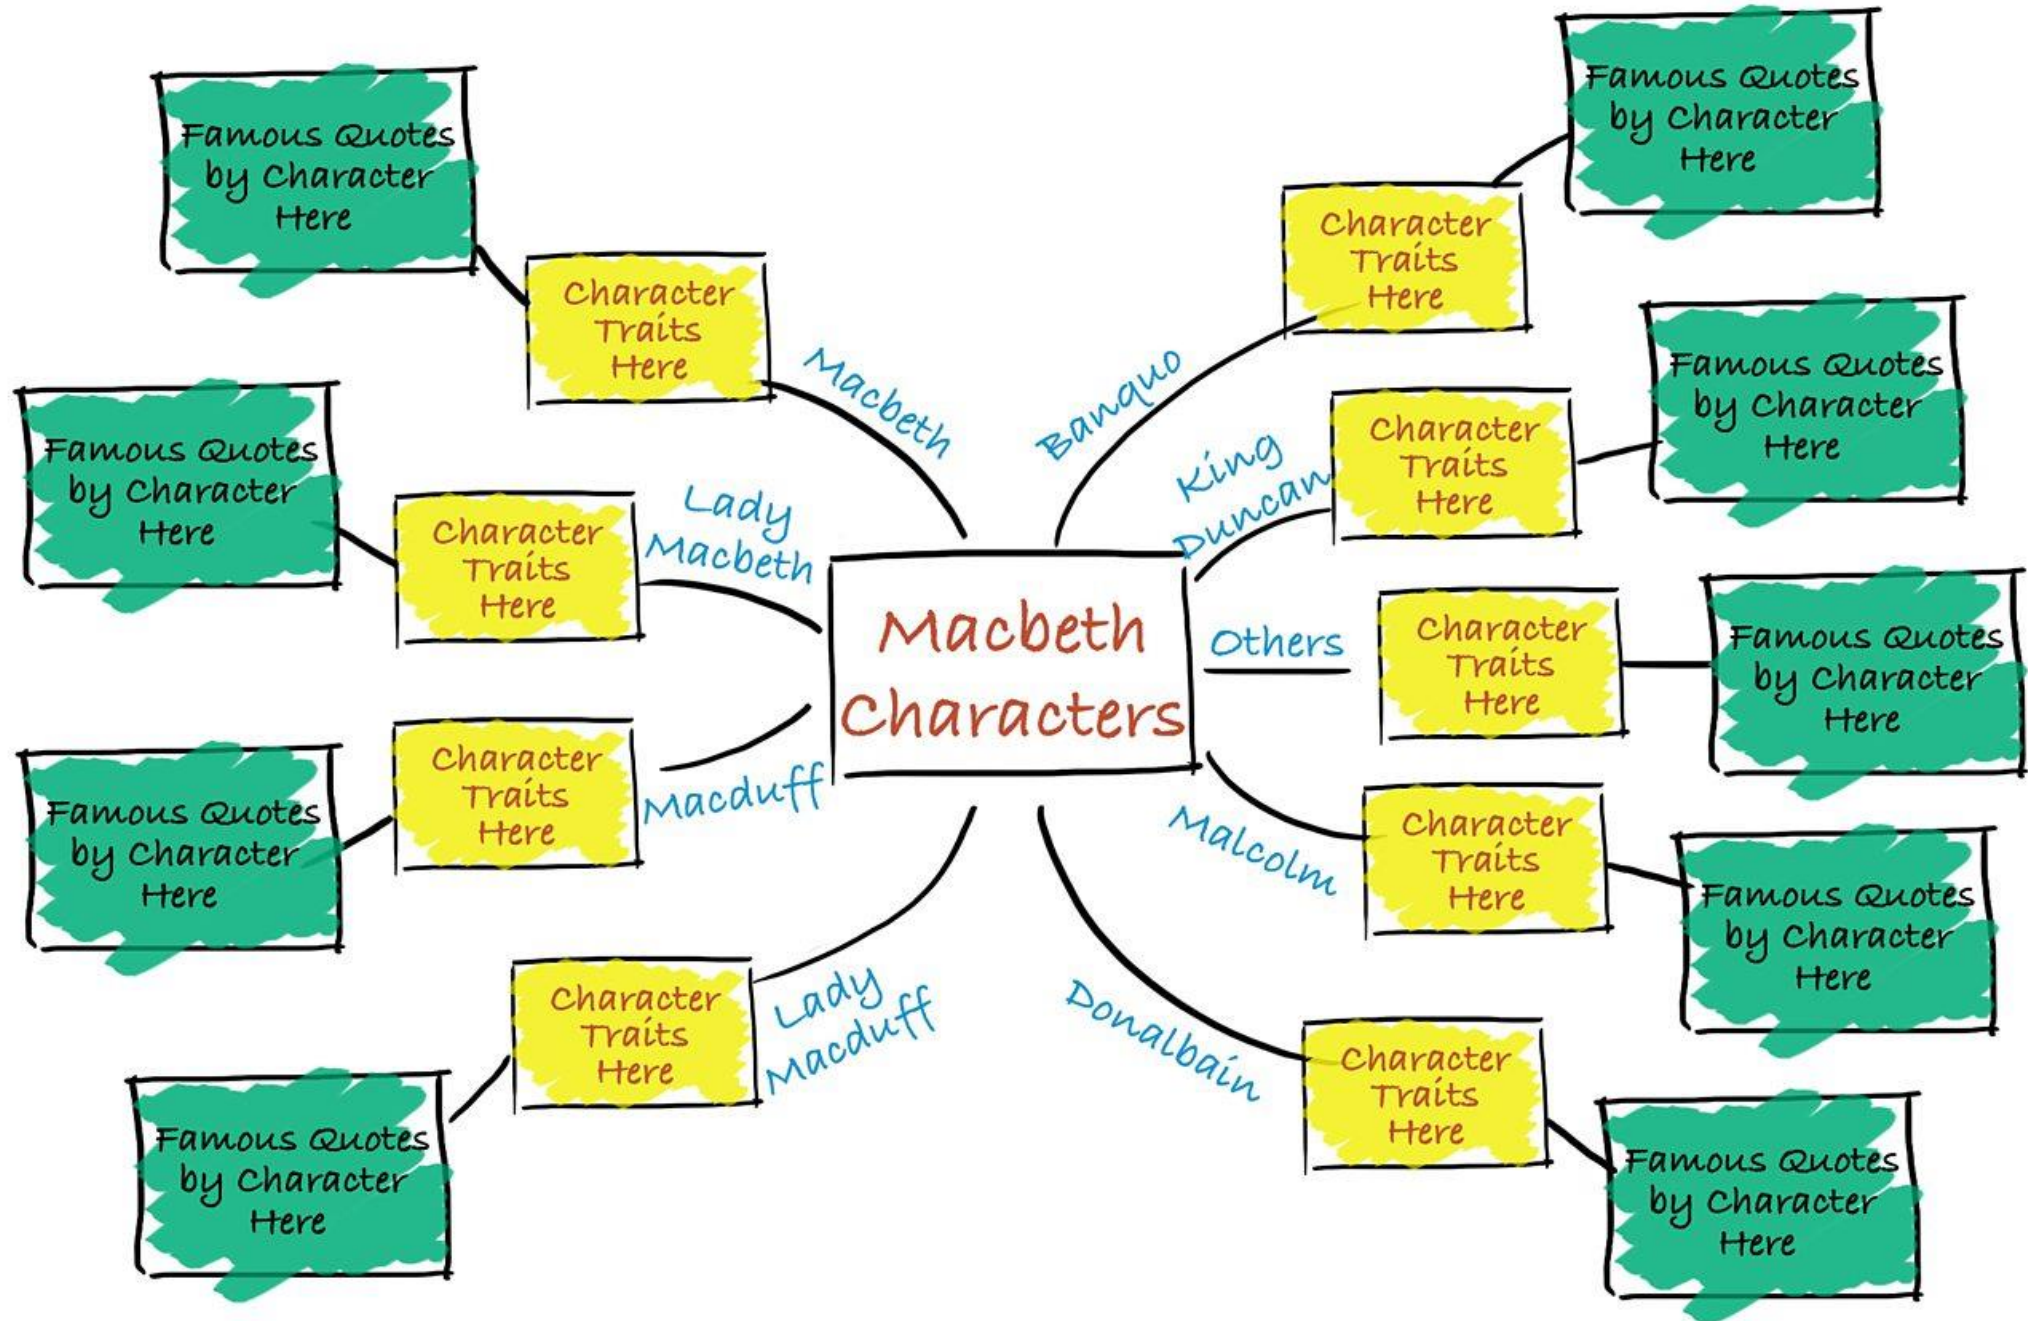 Macbeth
Characters
Macbeth
Character
Traits
Here
Famous Quotes
by Character
Here
Lady
Macbeth
Character
Traits
Here
Famous Quotes
by Character
Here
Macduff
Character
Traits
Here
Famous Quotes
by Character
Here
Lady
Macduff
Character
Traits
Here
Famous Quotes
by Character
Here
Banquo
Character
Traits
Here
Famous Quotes
by Character
Here
King
Duncan
Character
Traits
Here
Famous Quotes
by Character
Here
Others
Character
Traits
Here
Famous Quotes
by Character
Here
Malcolm
Character
Traits
Here
Famous Quotes
by Character
Here
Donalbain
Character
Traits
Here
Famous Quotes
by Character
Here